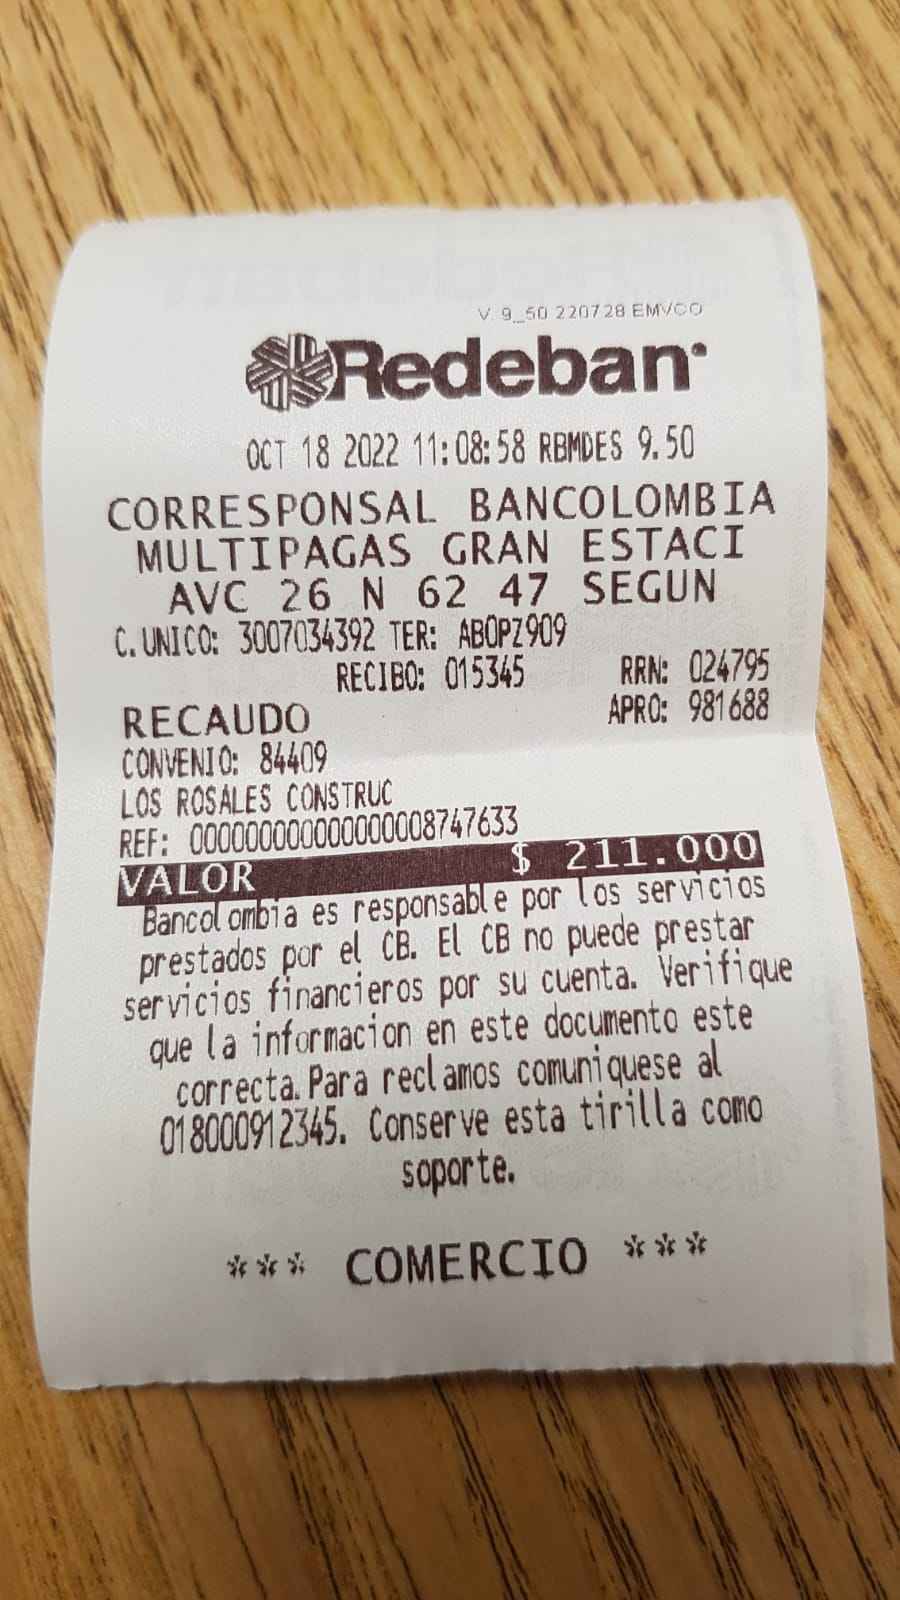 V. 9_50 220728 EMVCO
Redeban
OCT 18 2022 11:08:58 RBMDES 9.50
CORRESPONSAL BANCOLOMBIA
MULTIPAGAS GRAN ESTACI
AVC 26 N 62 47 SEGUN
C.UNICO: 3007034392 TER: ABOPZ909
RECIBO: 015345 RRN: 024795
RECAUDO APRO: 981688
CONVENIO: 84409
LOS ROSALES CONSTRUC
REF: 00000000000000008747633
VALOR $ 211.000
Bancolombia es responsable por los servicios
prestados por el CB. El CB no puede prestar
servicios financieros por su cuenta. Verifique
que la informacion en este documento este
correcta. Para reclamos comuniquese al
018000912345. Conserve esta tirilla como
soporte.
*** COMERCIO ***